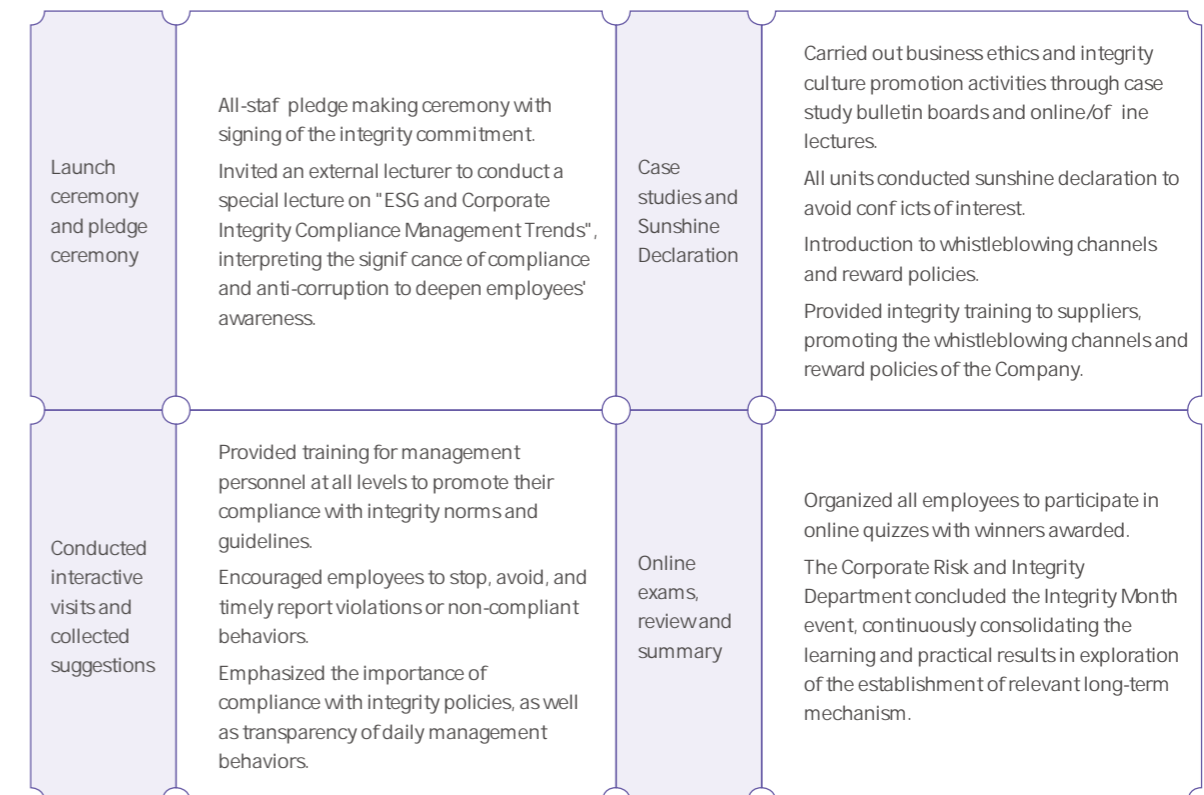 Launch
ceremony
and pledge
ceremony
All-staf pledge making ceremony with
signing of the integrity commitment.
Invited an external lecturer to conduct a
special lecture on "ESG and Corporate
Integrity Compliance Management Trends",
interpreting the signif cance of compliance
and anti-corruption to deepen employees'
awareness.
Case
studies and
Sunshine
Declaration
Carried out business ethics and integrity
culture promotion activities through case
study bulletin boards and online/of ine
lectures.
All units conducted sunshine declaration to
avoid conf icts of interest.
Introduction to whistleblowing channels
and reward policies.
Provided integrity training to suppliers,
promoting the whistleblowing channels and
reward policies of the Company.
Conducted
interactive
visits and
collected
suggestions
Provided training for management
personnel at all levels to promote their
compliance with integrity norms and
guidelines.
Encouraged employees to stop, avoid, and
timely report violations or non-compliant
behaviors.
Emphasized the importance of
compliance with integrity policies, as well
as transparency of daily management
behaviors.
Online
exams,
review and
summary
Organized all employees to participate in
online quizzes with winners awarded.
The Corporate Risk and Integrity
Department concluded the Integrity Month
event, continuously consolidating the
learning and practical results in exploration
of the establishment of relevant long-term
mechanism.